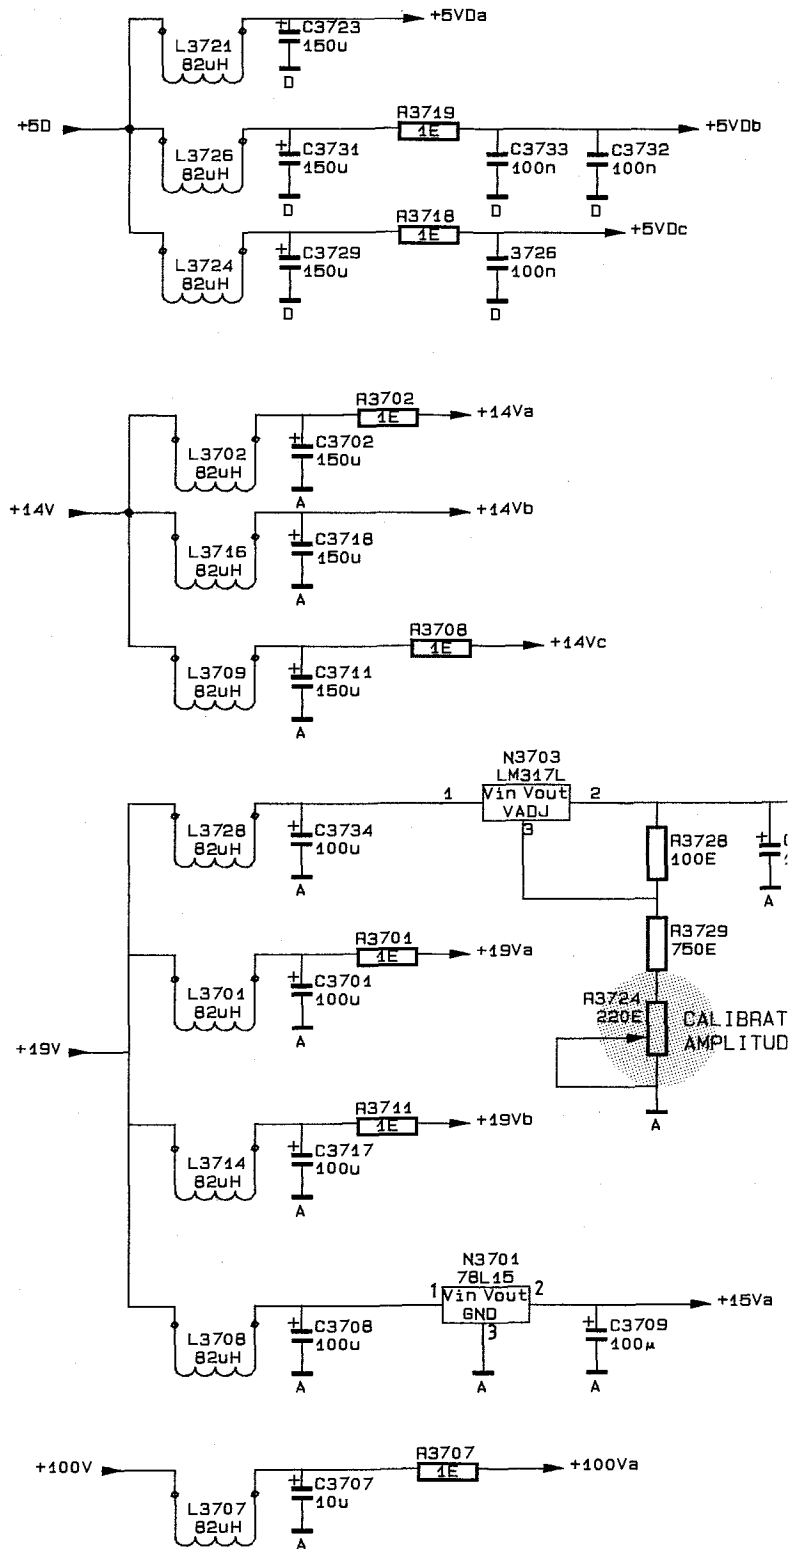 +5VDa
C3723
150u
L3721
82uH
D
+5D
R3719
1E
+5VDb
L3726
82uH
C3731
150u
C3733
100n
C3732
100n
D
D
D
R3718
1E
+5VDc
L3724
82uH
C3729
150u
3726
100n
D
D
R3702
1E
+14Va
L3702
82uH
C3702
150u
A
+14V
+14Vb
L3716
82uH
C3718
150u
A
R3708
1E
+14Vc
L3709
82uH
C3711
150u
A
N3703
LM317L
1
Vin Vout
2
VADJ
3
L3728
82uH
C3734
100u
R3728
100E
A
A
R3701
1E
+19Va
R3729
750E
L3701
82uH
C3701
100u
R3724
220E
CALIBRAT
AMPLITUD
A
+19V
R3711
1E
+19Vb
A
L3714
82uH
C3717
100u
A
N3701
78L15
1
Vin Vout
2
GND
3
+15Va
L3708
82uH
C3708
100u
C3709
100µ
A
A
A
+100V
R3707
1E
+100Va
L3707
82uH
C3707
10u
A